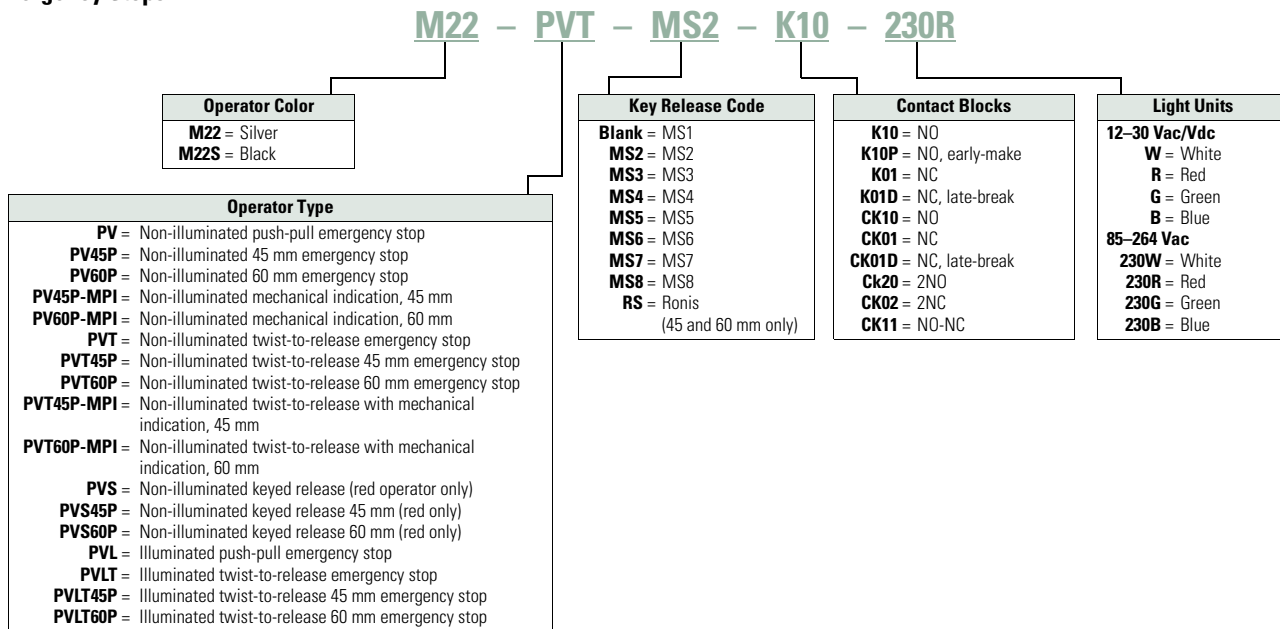 M22 – PVT – MS2 – K10 – 230R
Operator Color
M22 = Silver
M22S = Black
Operator Type
PV = Non-illuminated push-pull emergency stop
PV45P = Non-illuminated 45 mm emergency stop
PV60P = Non-illuminated 60 mm emergency stop
PV45P-MPI = Non-illuminated mechanical indication, 45 mm
PV60P-MPI = Non-illuminated mechanical indication, 60 mm
PVT = Non-illuminated twist-to-release emergency stop
PVT45P = Non-illuminated twist-to-release 45 mm emergency stop
PVT60P = Non-illuminated twist-to-release 60 mm emergency stop
PVT45P-MPI = Non-illuminated twist-to-release with mechanical
indication, 45 mm
PVT60P-MPI = Non-illuminated twist-to-release with mechanical
indication, 60 mm
PVS = Non-illuminated keyed release (red operator only)
PVS45P = Non-illuminated keyed release 45 mm (red only)
PVS60P = Non-illuminated keyed release 60 mm (red only)
PVL = Illuminated push-pull emergency stop
PVLT = Illuminated twist-to-release emergency stop
PVLT45P = Illuminated twist-to-release 45 mm emergency stop
PVLT60P = Illuminated twist-to-release 60 mm emergency stop
Key Release Code
Blank = MS1
MS2 = MS2
MS3 = MS3
MS4 = MS4
MS5 = MS5
MS6 = MS6
MS7 = MS7
MS8 = MS8
RS = Ronis
(45 and 60 mm only)
Contact Blocks
K10 = NO
K10P = NO, early-make
K01 = NC
K01D = NC, late-break
CK10 = NO
CK01 = NC
CK01D = NC, late-break
Ck20 = 2NO
CK02 = 2NC
CK11 = NO-NC
Light Units
12–30 Vac/Vdc
W = White
R = Red
G = Green
B = Blue
85–264 Vac
230W = White
230R = Red
230G = Green
230B = Blue